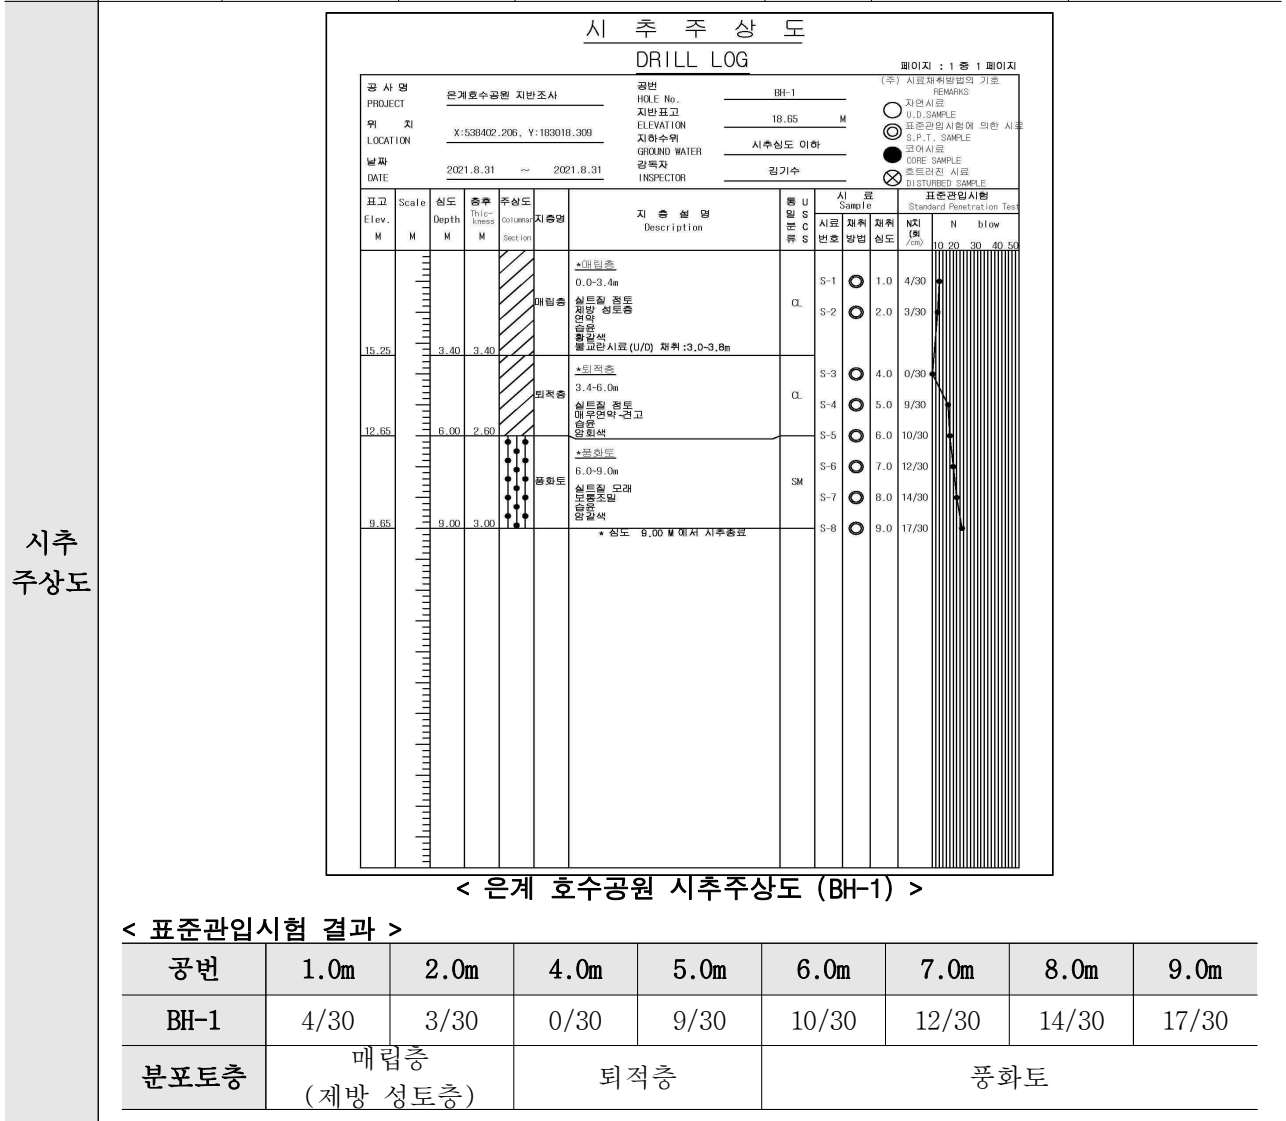 시 추 주 상 도
DRILL LOG
페이지 : 1 중 1 페이지
공 사 명
PROJECT
은계호수공원 지반조사
위 치
LOCATION
X:538402.206, Y:183018.309
날짜
DATE
2021.8.31 ~ 2021.8.31
공번
HOLE No.
BH-1
지반표고
ELEVATION
18.65 M
지하수위
GROUND WATER
시추심도 이하
감독자
INSPECTOR
김기수
(주) 시료채취방법의 기호
REMARKS
자연시료
U.D.SAMPLE
표준관입시험에 의한 시료
S.P.T. SAMPLE
코어시료
CORE SAMPLE
흐트러진 시료
DISTURBED SAMPLE
표고 Scale 심도 층후 주상도 지층명
Elev. Depth Thic-kness Columnar Section
M M M M
지 층 설 명
Description
통 U
일 S
분 C
류 S
시 료
Sample
시료 채취 채취
번호 방법 심도
표준관입시험
Standard Penetration Test
N치
(회
/cm)
N blow
10 20 30 40 50
*매립층
0.0-3.4m
실트질 점토
제방 성토층
연약
습윤
황갈색
불교란시료(U/D) 채취:3.0~3.8m
매립층
CL
15.25 3.40 3.40
S-1 1.0 4/30
S-2 2.0 3/30
*퇴적층
3.4-6.0m
실트질 점토
매우연약-견고
습윤
암회색
퇴적층
CL
12.65 6.00 2.60
S-3 4.0 0/30
S-4 5.0 9/30
S-5 6.0 10/30
*풍화토
6.0-9.0m
실트질 모래
보통조밀
습윤
암갈색
풍화토
SM
9.65 9.00 3.00
S-6 7.0 12/30
S-7 8.0 14/30
S-8 9.0 17/30
* 심도 9.00 M 에서 시추종료
시추
주상도
< 은계 호수공원 시추주상도 (BH-1) >
< 표준관입시험 결과 >
공번 1.0m 2.0m 4.0m 5.0m 6.0m 7.0m 8.0m 9.0m
BH-1 4/30 3/30 0/30 9/30 10/30 12/30 14/30 17/30
분포토층 매립층 (제방 성토층) 퇴적층 풍화토